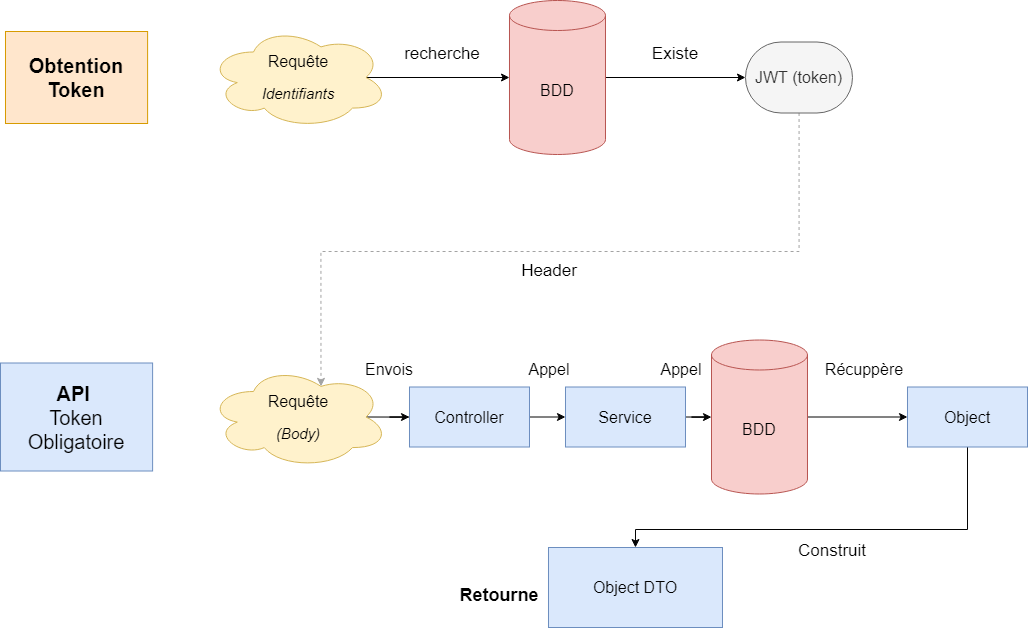 Obtention
Token
Requête
Identifiants
recherche
BDD
Existe
JWT (token)
Header
API
Token
Obligatoire
Requête
(Body)
Envois
Controller
Appel
Service
Appel
BDD
Récuppère
Object
Construit
Retourne
Object DTO